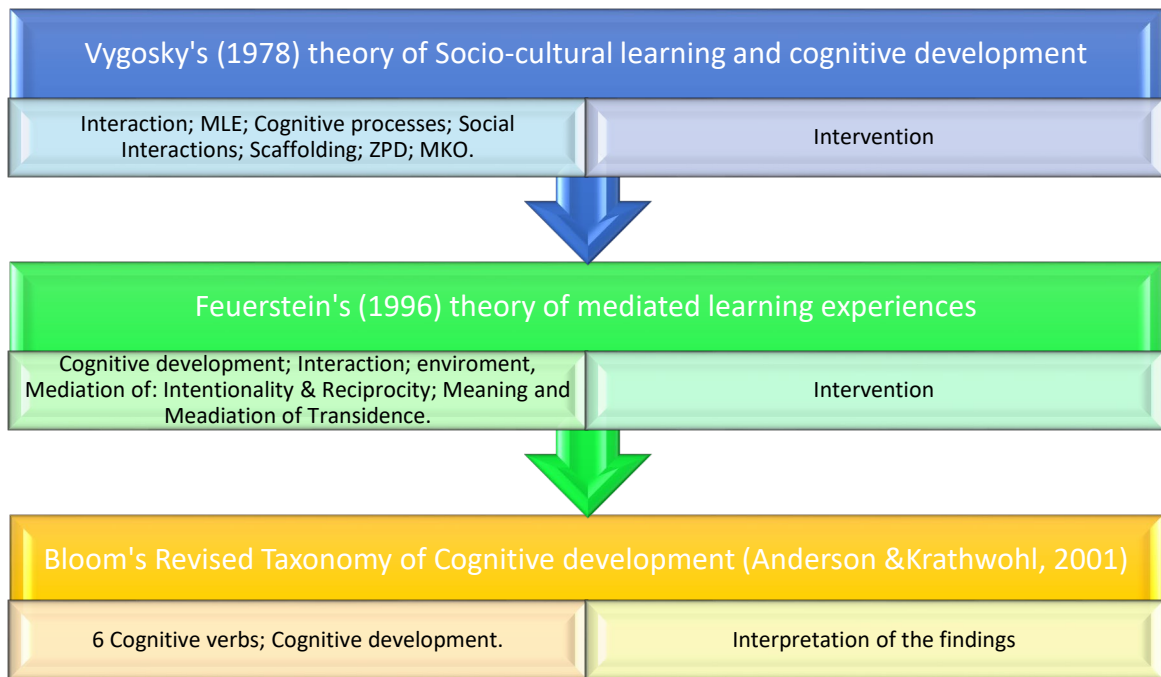 Vygosky's (1978) theory of Socio-cultural learning and cognitive development
Interaction; MLE; Cognitive processes; Social
Interactions; Scaffolding; ZPD; MKO.
Intervention
Feuerstein's (1996) theory of mediated learning experiences
Cognitive development; Interaction; enviroment,
Mediation of: Intentionality & Reciprocity; Meaning and
Meadiation of Transidence.
Intervention
Bloom's Revised Taxonomy of Cognitive development (Anderson &Krathwohl, 2001)
6 Cognitive verbs; Cognitive development.
Interpretation of the findings